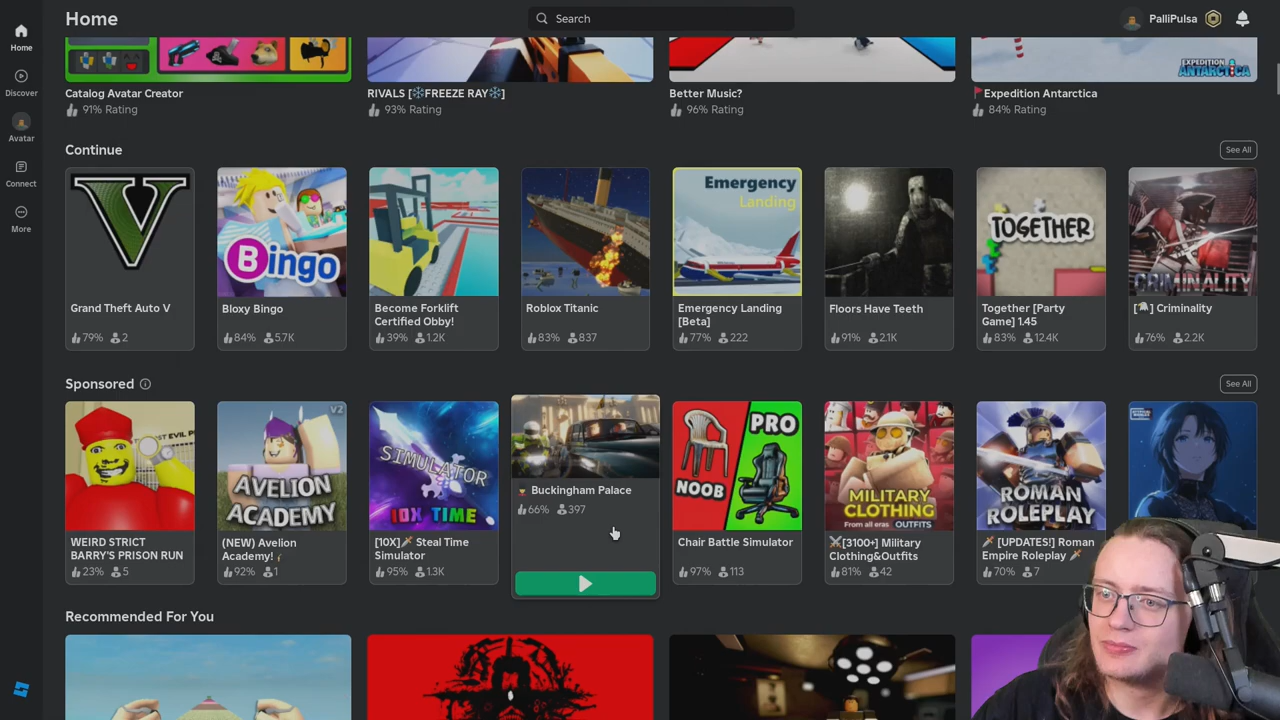 Home
Search
PalliPulsa
Home
Discover
Avatar
Connect
More
EXPEDITION
ANTARCTICA
Catalog Avatar Creator
91% Rating
RIVALS [❄️FREEZE RAY❄️]
93% Rating
Better Music?
96% Rating
🚩Expedition Antarctica
84% Rating
Continue
See All
V
Bingo
Emergency
Landing
TOGETHER
CRIMINALITY
Grand Theft Auto V
79% 2
Bloxy Bingo
84% 5.7K
Become Forklift
Certified Obby!
39% 1.2K
Roblox Titanic
83% 837
Emergency Landing
[Beta]
77% 222
Floors Have Teeth
91% 2.1K
Together [Party
Game] 1.45
83% 12.4K
Criminality
76% 2.2K
Sponsored
See All
V2
AVELION
ACADEMY
SIMULATOR
10X TIME
NOOB
PRO
MILITARY
CLOTHING
From all eras OUTFITS
ROMAN
ROLEPLAY
WEIRD STRICT
BARRY'S PRISON RUN
23% 5
(NEW) Avelion
Academy!
92% 1
[10X]🗡️ Steal Time
Simulator
95% 1.3K
Buckingham Palace
66% 397
Chair Battle Simulator
97% 113
⚔️[3100+] Military
Clothing&Outfits
81% 42
🗡️ [UPDATES!] Roman
Empire Roleplay 🗡️
70% 7
Recommended For You